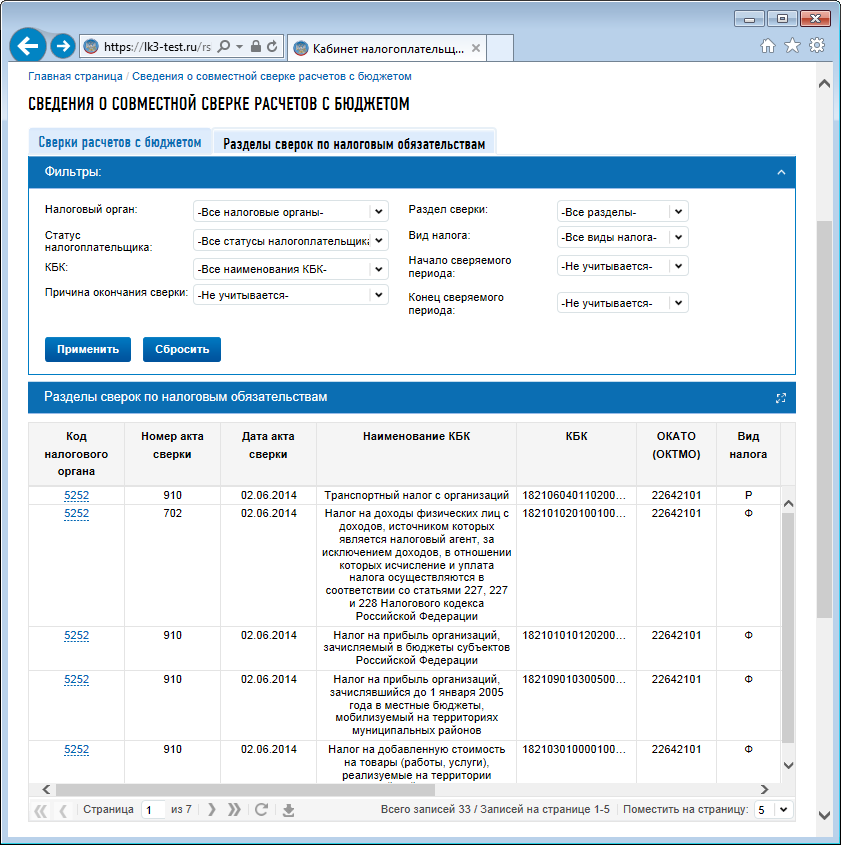 https://lk3-test.ru/rs
Кабинет налогоплательщ...
Главная страница / Сведения о совместной сверке расчетов с бюджетом
СВЕДЕНИЯ О СОВМЕСТНОЙ СВЕРКЕ РАСЧЕТОВ С БЮДЖЕТОМ
Сверки расчетов с бюджетом Разделы сверок по налоговым обязательствам
Фильтры:
Налоговый орган: -Все налоговые органы- Раздел сверки: -Все разделы-
Статус
налогоплательщика: -Все статусы налогоплательщика Вид налога: -Все виды налога-
КБК: -Все наименования КБК- Начало сверяемого
периода: -Не учитывается-
Причина окончания сверки: -Не учитывается- Конец сверяемого
периода: -Не учитывается-
Применить Сбросить
Разделы сверок по налоговым обязательствам
Код
налогового
органа
Номер акта
сверки
Дата акта
сверки
Наименование КБК
КБК
ОКАТО
(ОКТМО)
Вид
налога
5252 910 02.06.2014 Транспортный налог с организаций 182106040110200... 22642101 Р
5252 702 02.06.2014 Налог на доходы физических лиц с 182101020100100... 22642101 Ф
доходов, источником которых
является налоговый агент, за
исключением доходов, в отношении
которых исчисление и уплата
налога осуществляются в
соответствии со статьями 227, 227
и 228 Налогового кодекса
Российской Федерации
5252 910 02.06.2014 Налог на прибыль организаций, 182101010120200... 22642101 Ф
зачисляемый в бюджеты субъектов
Российской Федерации
5252 910 02.06.2014 Налог на прибыль организаций, 182109010300500... 22642101 Ф
зачислявшийся до 1 января 2005
года в местные бюджеты,
мобилизуемый на территориях
муниципальных районов
5252 910 02.06.2014 Налог на добавленную стоимость 182103010000100... 22642101 Ф
на товары (работы, услуги),
реализуемые на территории
Страница 1 из 7 Всего записей 33 / Записей на странице 1-5 Поместить на страницу: 5